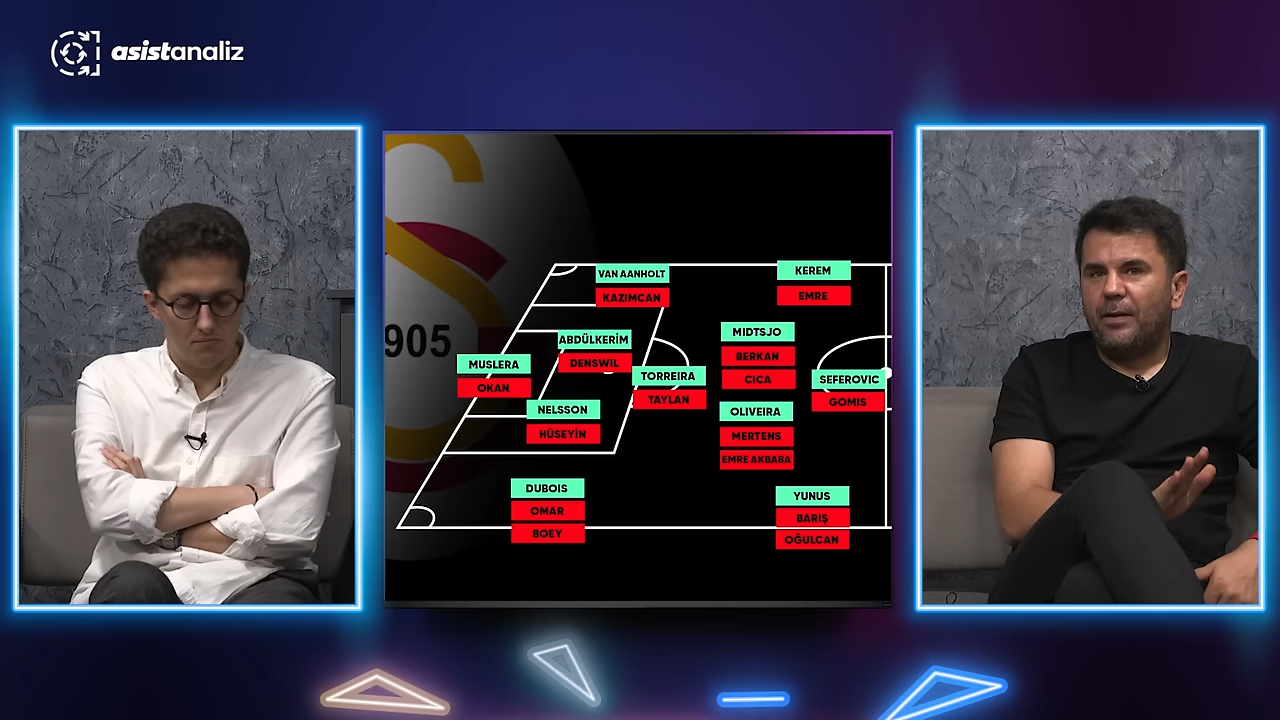 asistanaliz
905
VAN AANHOLT
KAZIMCAN
KEREM
EMRE
ABDÜLKERİM
DENSWIL
MIDTSJO
BERKAN
CICA
MUSLERA
OKAN
TORREIRA
TAYLAN
SEFEROVIC
GOMIS
NELSSON
HÜSEYİN
OLIVEIRA
MERTENS
EMRE AKBABA
DUBOIS
OMAR
BOEY
YUNUS
BARIŞ
OĞULCAN